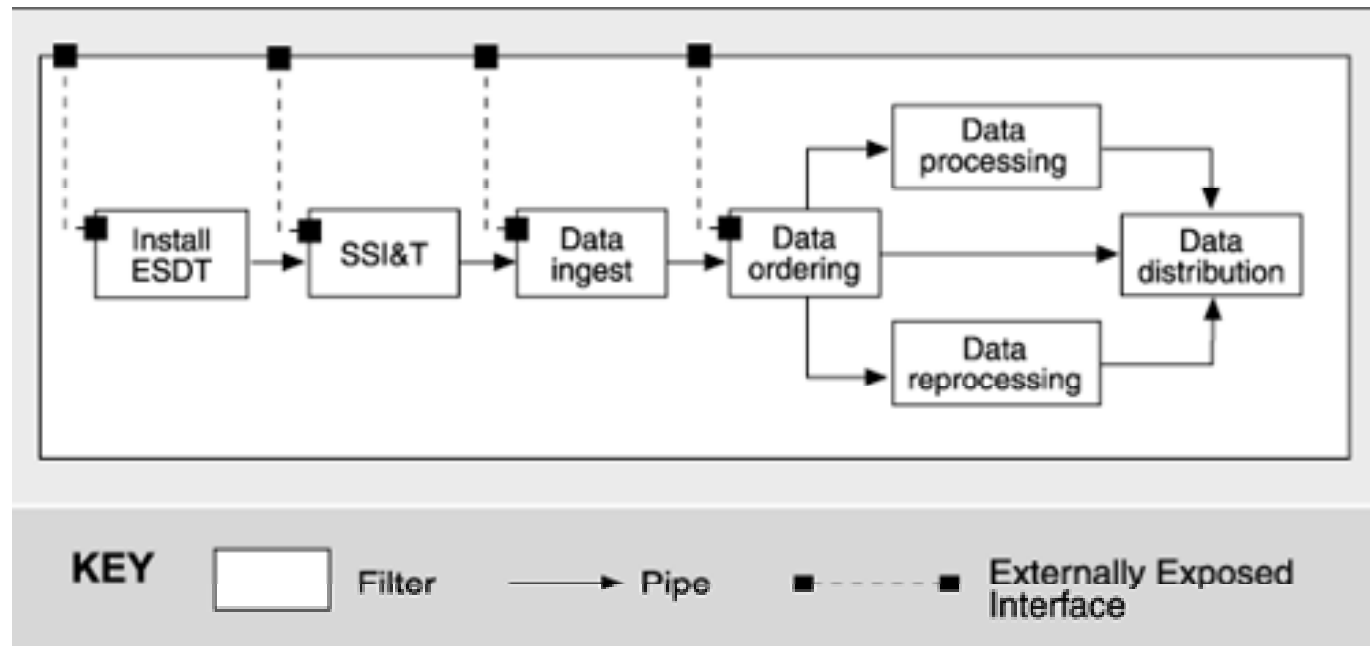 Install
ESDT
SSI&T
Data
ingest
Data
ordering
Data
processing
Data
reprocessing
Data
distribution
KEY
Filter
Pipe
Externally Exposed
Interface